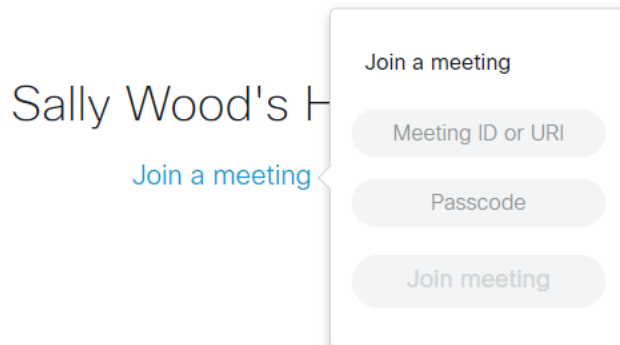 Sally Wood's H
Join a meeting
Join a meeting
Meeting ID or URI
Passcode
Join meeting